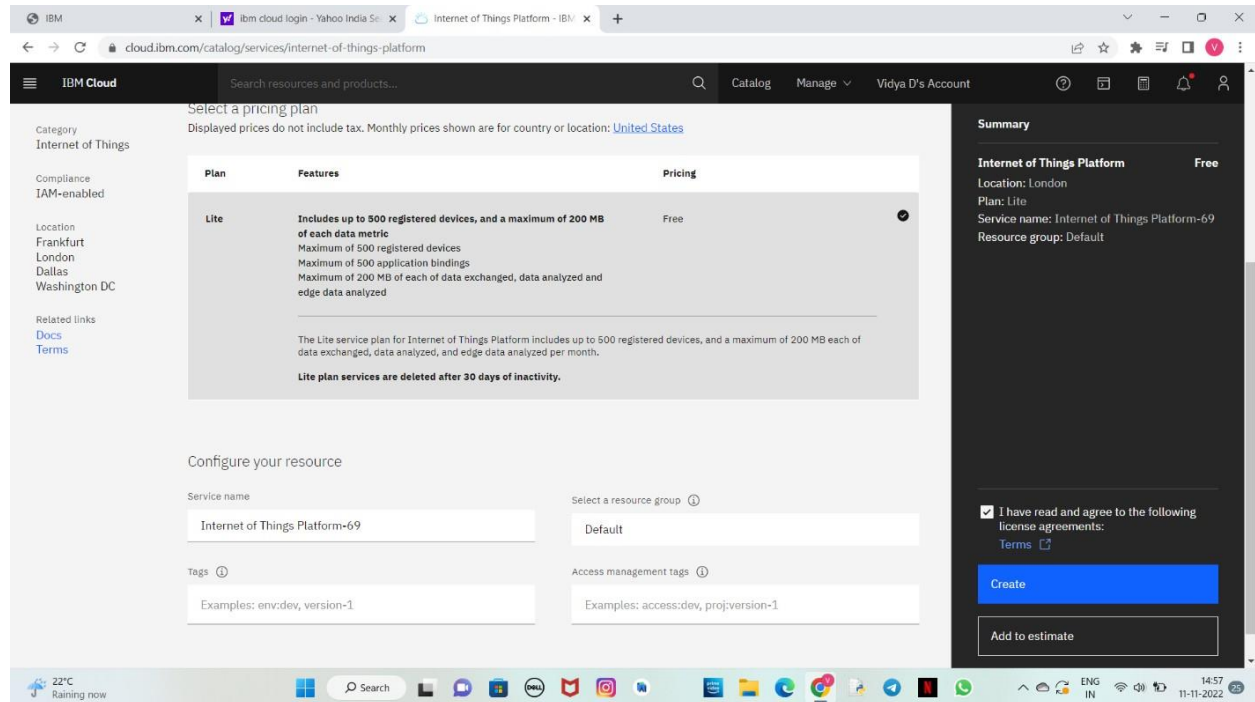 IBM
ibm cloud login - Yahoo India Se
Internet of Things Platform - IBM
cloud.ibm.com/catalog/services/internet-of-things-platform
V
IBM Cloud
Search resources and products...
Catalog
Manage
Vidya D's Account
Category
Internet of Things
Compliance
IAM-enabled
Location
Frankfurt
London
Dallas
Washington DC
Related links
Docs
Terms
Select a pricing plan
Displayed prices do not include tax. Monthly prices shown are for country or location: United States
Plan Features Pricing
Lite
Includes up to 500 registered devices, and a maximum of 200 MB
of each data metric
Maximum of 500 registered devices
Maximum of 500 application bindings
Maximum of 200 MB of each of data exchanged, data analyzed and
edge data analyzed
Free
The Lite service plan for Internet of Things Platform includes up to 500 registered devices, and a maximum of 200 MB each of
data exchanged, data analyzed, and edge data analyzed per month.
Lite plan services are deleted after 30 days of inactivity.
Configure your resource
Service name
Internet of Things Platform-69
Select a resource group
Default
Tags
Examples: env:dev, version-1
Access management tags
Examples: access:dev, proj:version-1
Summary
Internet of Things Platform Free
Location: London
Plan: Lite
Service name: Internet of Things Platform-69
Resource group: Default
I have read and agree to the following
license agreements:
Terms
Create
Add to estimate
22°C
Raining now
Search
DELL
ENG
IN
14:57
11-11-2022
25